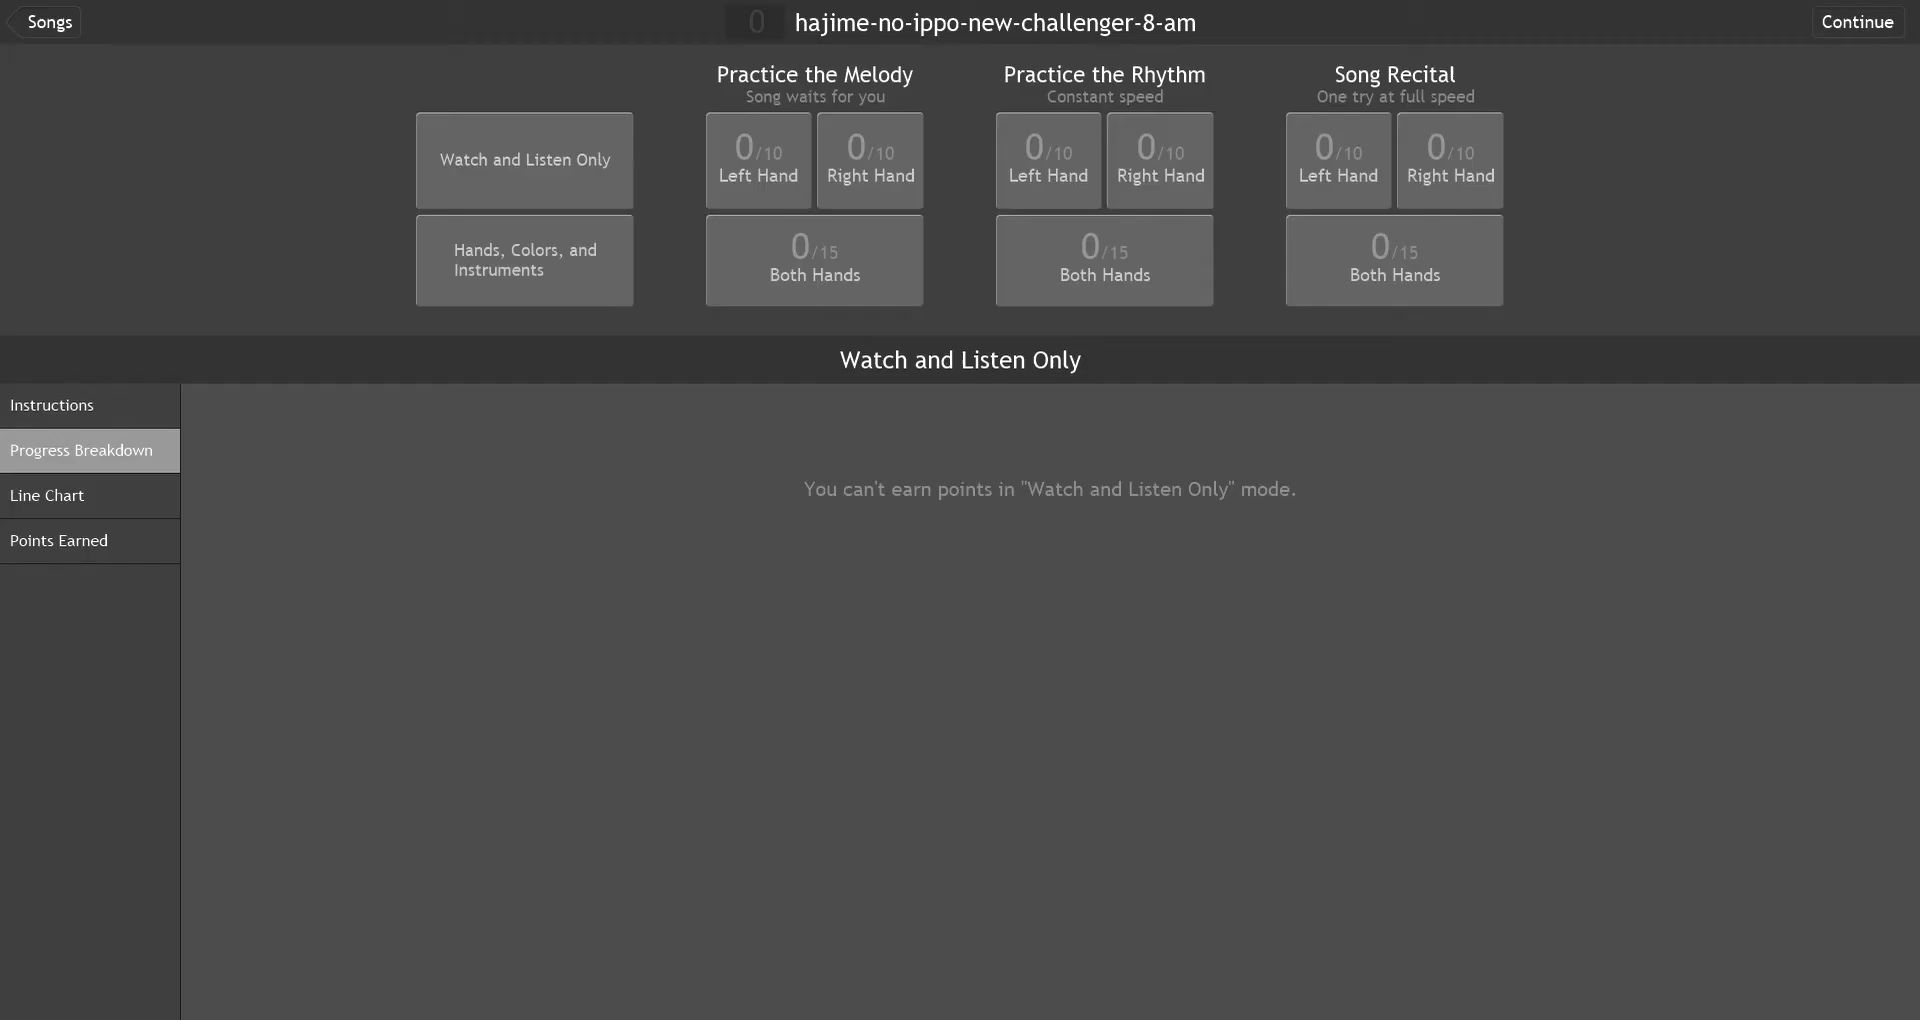 Songs
0 hajime-no-ippo-new-challenger-8-am
Continue
Practice the Melody
Song waits for you
Practice the Rhythm
Constant speed
Song Recital
One try at full speed
Watch and Listen Only
0/10
Left Hand
0/10
Right Hand
0/10
Left Hand
0/10
Right Hand
0/10
Left Hand
0/10
Right Hand
Hands, Colors, and
Instruments
0/15
Both Hands
0/15
Both Hands
0/15
Both Hands
Watch and Listen Only
Instructions
Progress Breakdown
Line Chart
Points Earned
You can't earn points in "Watch and Listen Only" mode.